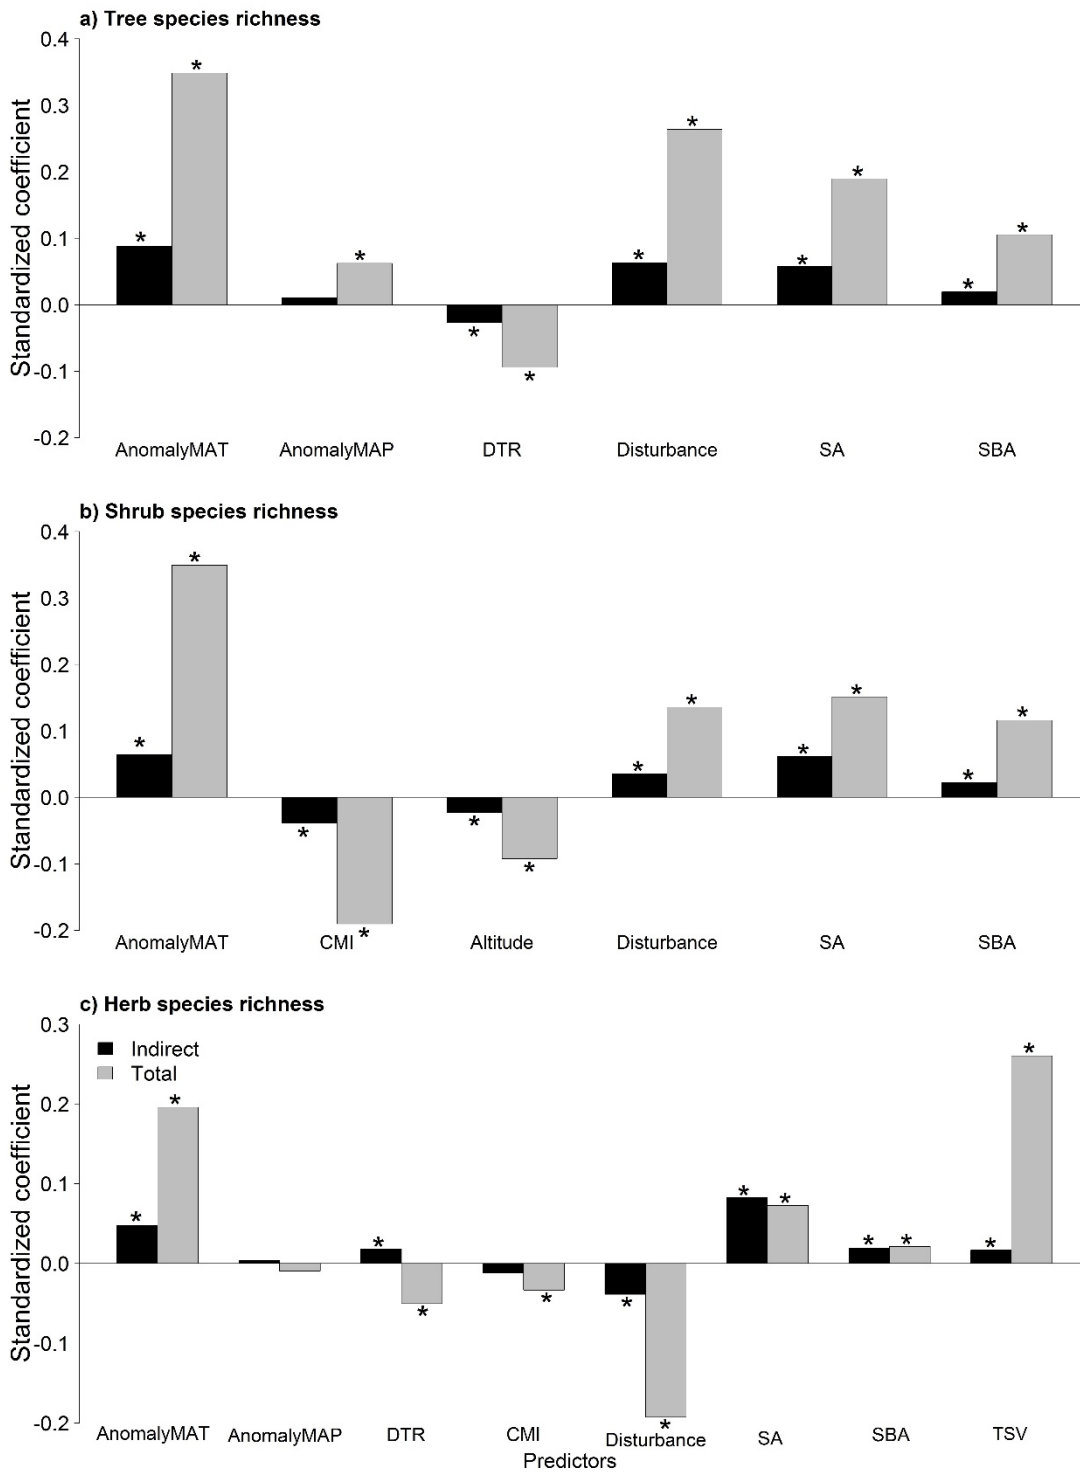 a) Tree species richness
0.4
0.3
0.2
0.1
0.0
-0.1
-0.2
Standardized coefficient
* * * * * * * * * * *
AnomalyMAT AnomalyMAP DTR Disturbance SA SBA
b) Shrub species richness
0.4
0.3
0.2
0.1
0.0
-0.1
-0.2
Standardized coefficient
* * * * * * * * * * * *
AnomalyMAT CMI Altitude Disturbance SA SBA
c) Herb species richness
0.3
0.2
0.1
0.0
-0.1
-0.2
Standardized coefficient
Indirect
Total
* * * * * * * * * * * * *
AnomalyMAT AnomalyMAP DTR CMI Disturbance SA SBA TSV
Predictors